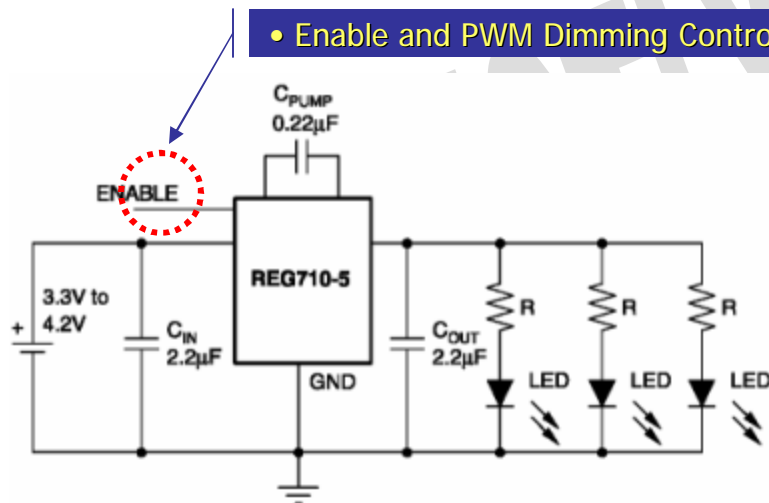 • Enable and PWM Dimming Contro
CPUMP
0.22µF
ENABLE
REG710-5
3.3V to
4.2V
+
CIN
2.2µF
GND
COUT
2.2µF
R
R
R
LED
LED
LED